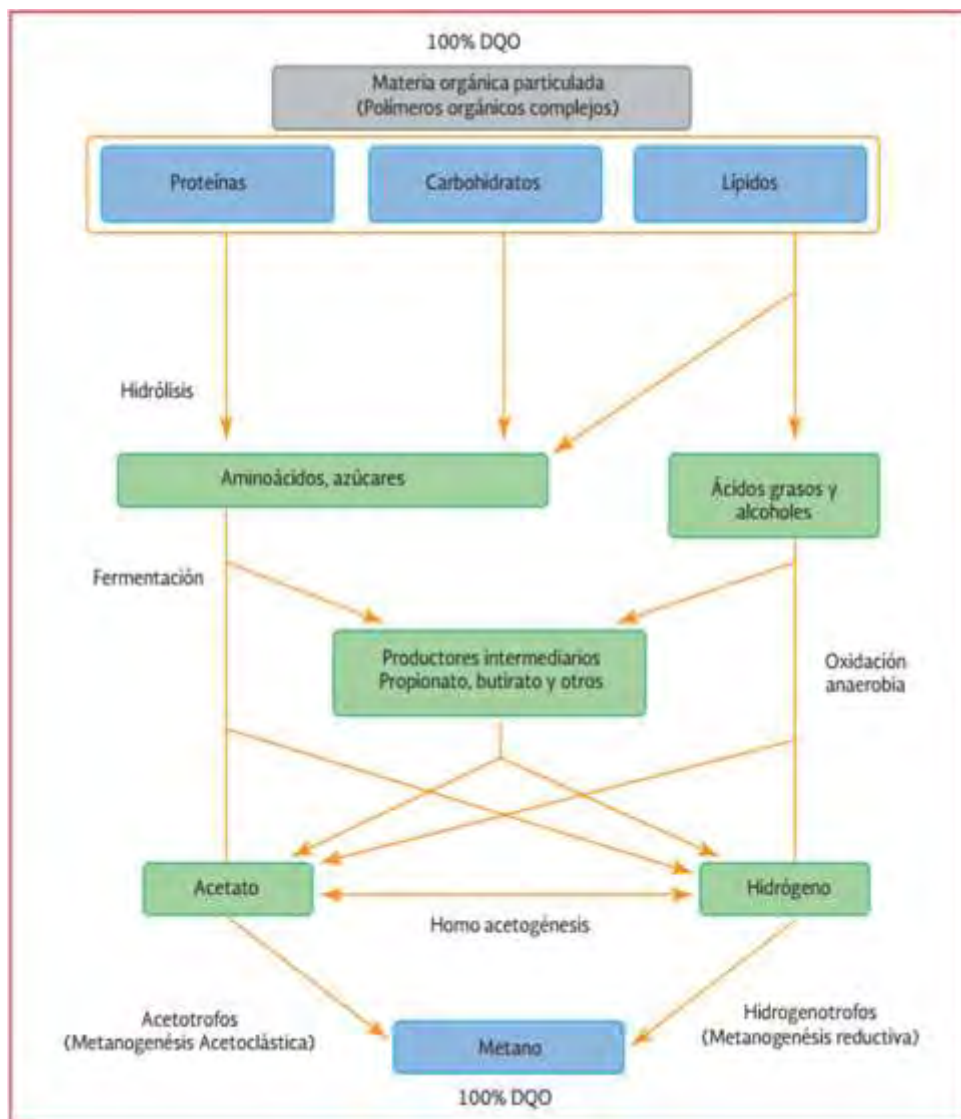 100% DQO
Materia orgánica particulada
(Polímeros orgánicos complejos)
Proteínas
Carbohidratos
Lípidos
Hidrólisis
Aminoácidos, azúcares
Ácidos grasos y
alcoholes
Fermentación
Productores intermediarios
Propionato, butirato y otros
Oxidación
anaerobia
Acetato
Hidrógeno
Homo acetogénesis
Acetotrofos
(Metanogénesis Acetoclástica)
Hidrogenotrofos
(Metanogenésis reductiva)
Metano
100% DQO